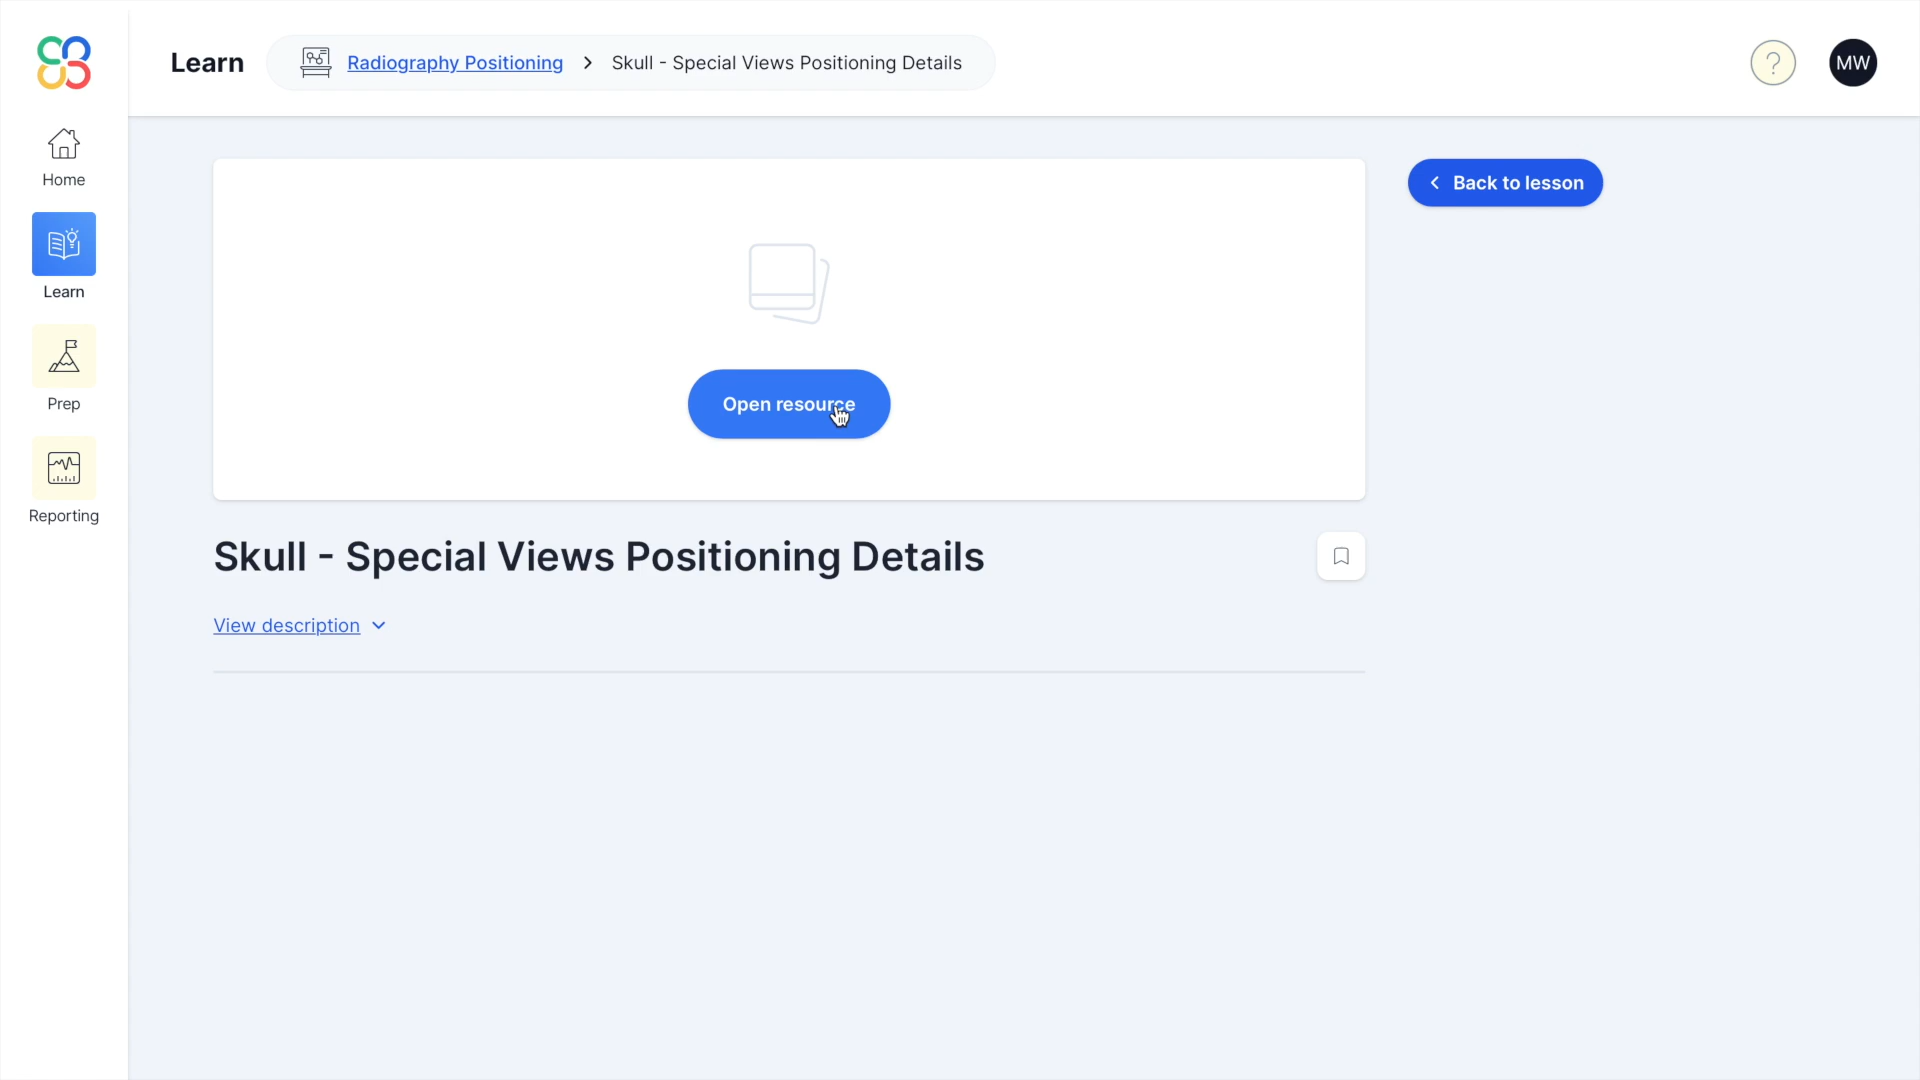 Learn
Radiography Positioning > Skull - Special Views Positioning Details
?
MW
Home
Learn
Prep
Reporting
Back to lesson
Open resource
Skull - Special Views Positioning Details
View description